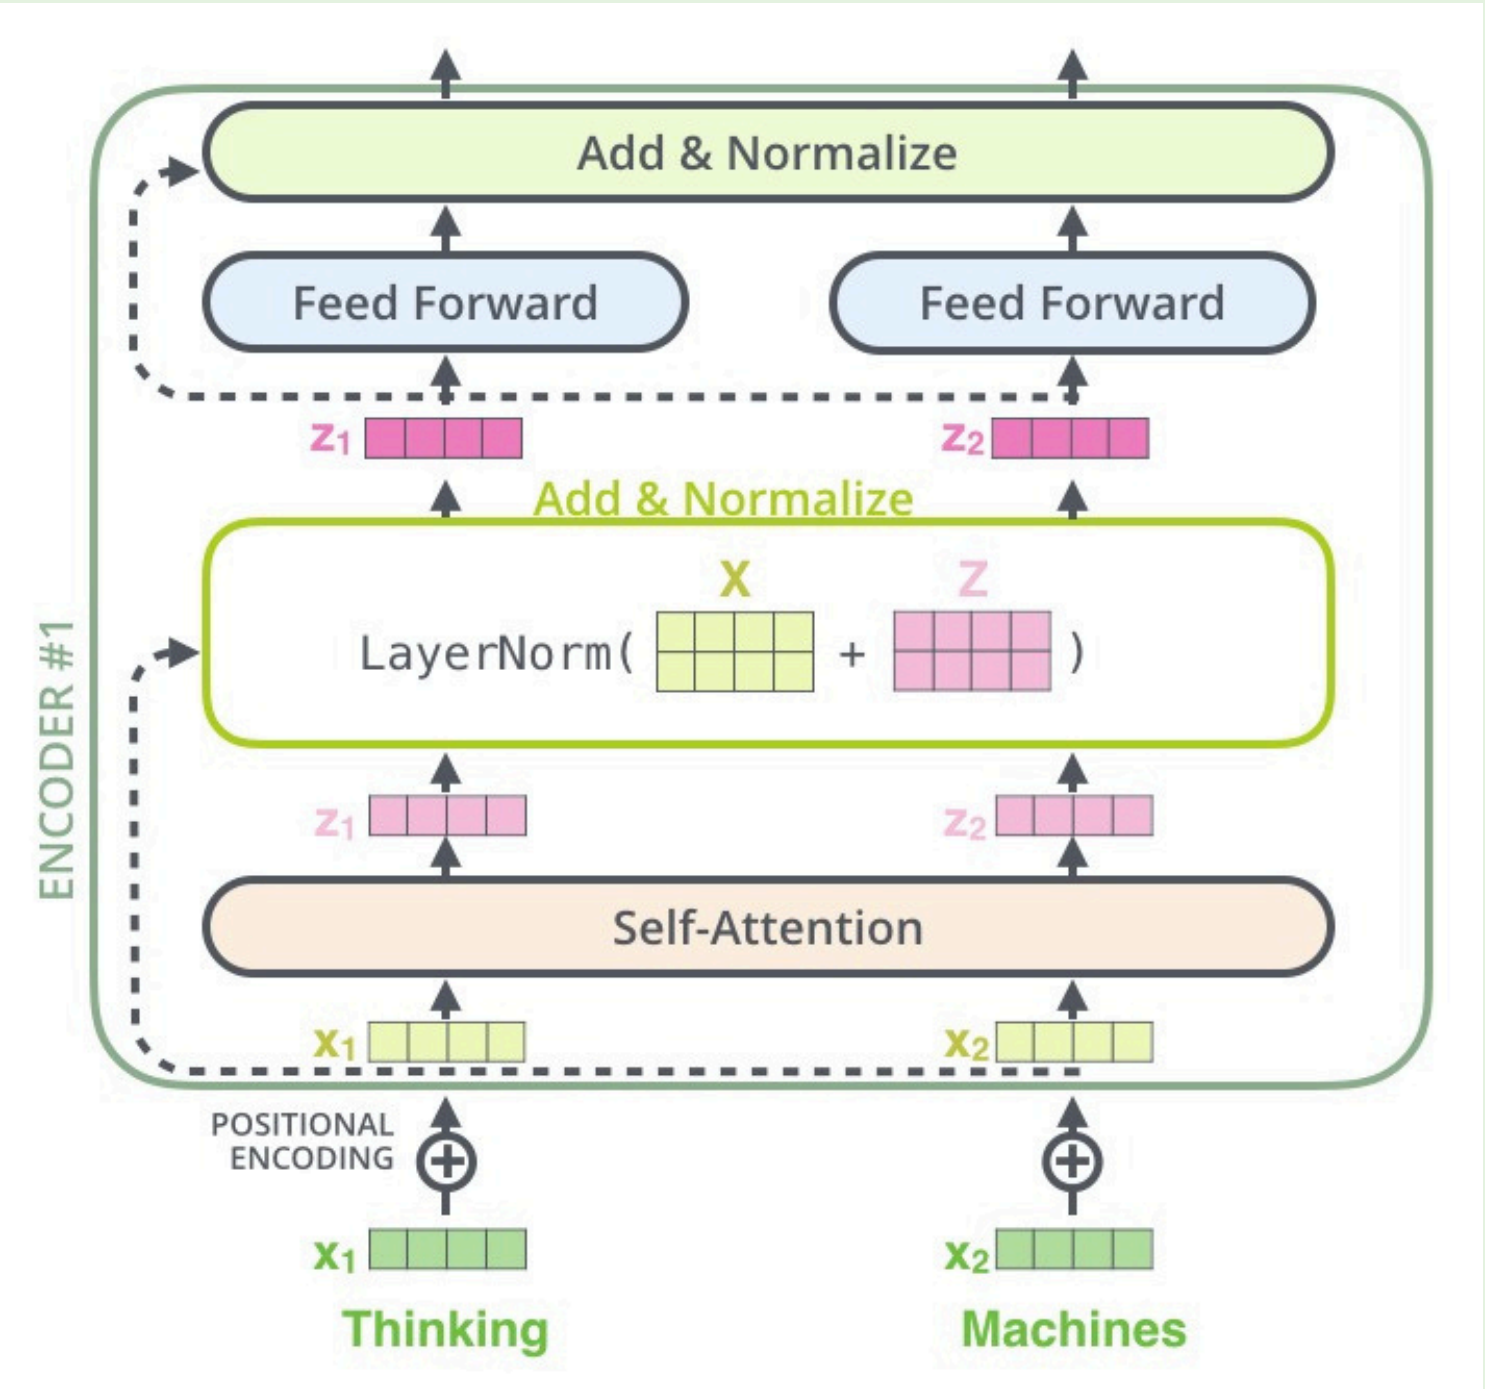 Add & Normalize
Feed Forward
Feed Forward
z1
z2
Add & Normalize
X
Z
LayerNorm(
+
)
ENCODER #1
z1
z2
Self-Attention
x1
x2
POSITIONAL
ENCODING
x1
x2
Thinking
Machines